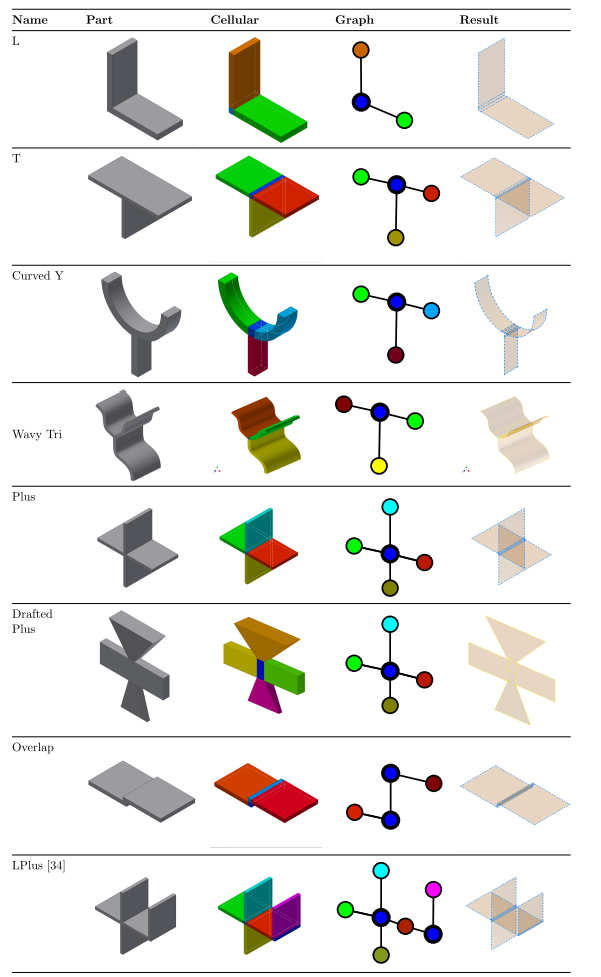 Name Part Cellular Graph Result
L
T
Curved Y
Wavy Tri
Plus
Drafted
Plus
Overlap
LPlus [34]